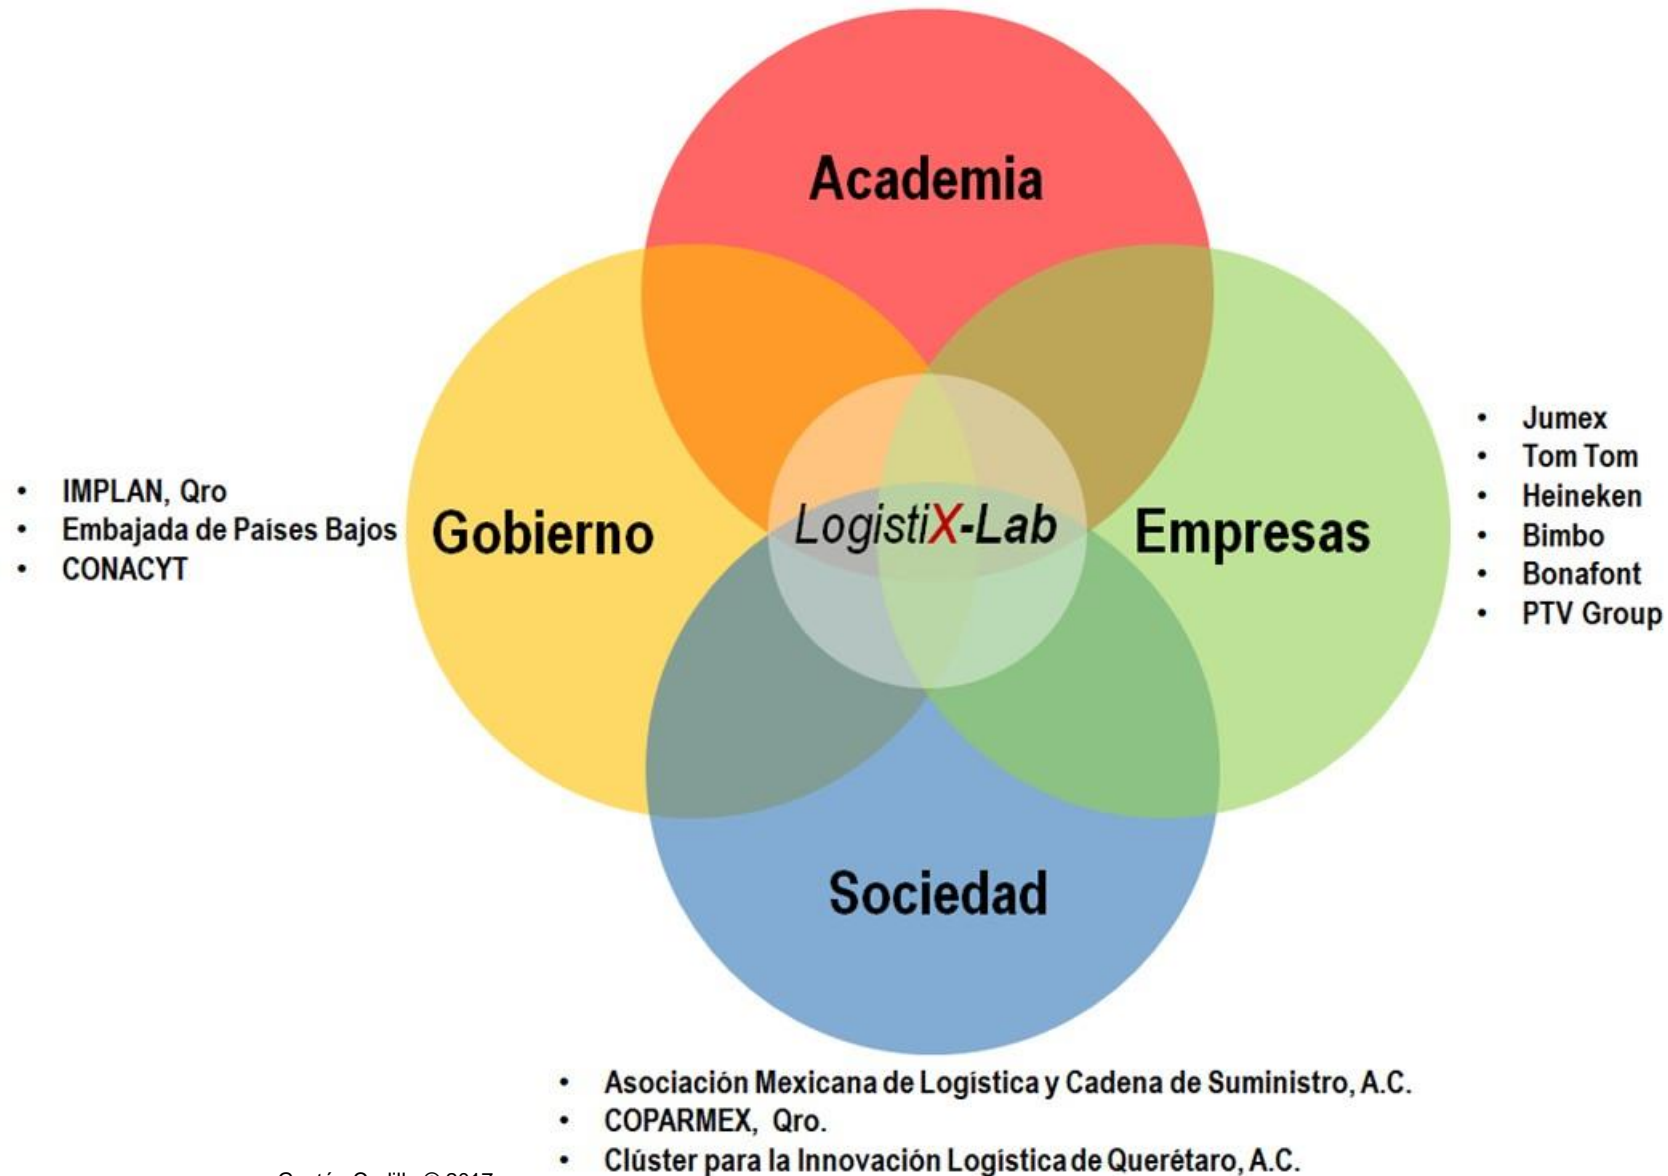 Academia
• Jumex
• Tom Tom
• Heineken
• Bimbo
• Bonafont
• PTV Group
• IMPLAN, Qro
• Embajada de Países Bajos
• CONACYT
Gobierno
LogistiX-Lab
Empresas
Sociedad
• Asociación Mexicana de Logística y Cadena de Suministro, A.C.
• COPARMEX, Qro.
• Clúster para la Innovación Logística de Querétaro, A.C.
© 2017